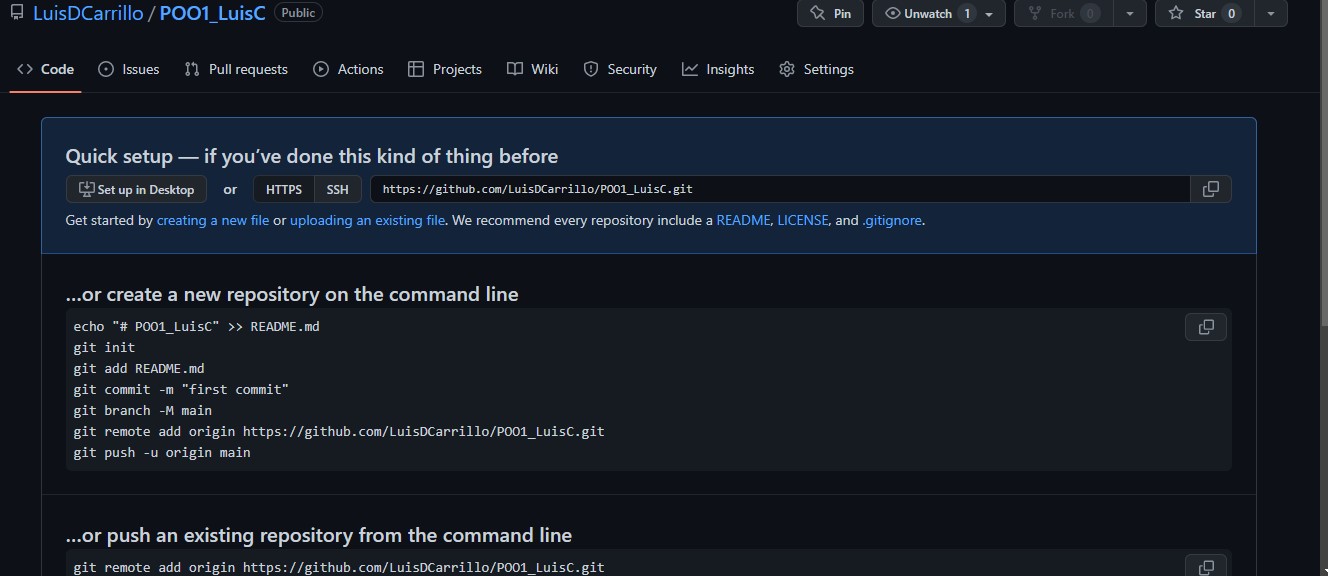 LuisDCarrillo / POO1_LuisC Public Pin Unwatch 1 Fork 0 Star 0
Code Issues Pull requests Actions Projects Wiki Security Insights Settings
Quick setup — if you’ve done this kind of thing before
Set up in Desktop or HTTPS SSH https://github.com/LuisDCarrillo/POO1_LuisC.git
Get started by creating a new file or uploading an existing file. We recommend every repository include a README, LICENSE, and .gitignore.
…or create a new repository on the command line
echo "# POO1_LuisC" >> README.md
git init
git add README.md
git commit -m "first commit"
git branch -M main
git remote add origin https://github.com/LuisDCarrillo/POO1_LuisC.git
git push -u origin main
…or push an existing repository from the command line
git remote add origin https://github.com/LuisDCarrillo/POO1_LuisC.git